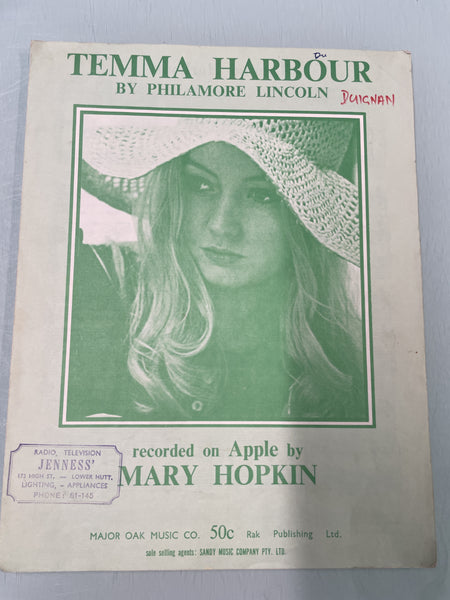 Du
TEMMA HARBOUR
BY PHILAMORE LINCOLN
DUIGNAN
recorded on Apple by
MARY HOPKIN
RADIO, TELEVISION
JENNESS'
172 HIGH ST, — LOWER HUTT.
LIGHTING, - APPLIANCES
PHONE: 61-145
MAJOR OAK MUSIC CO. 50c Rak Publishing Ltd.
sole selling agents: SANDY MUSIC COMPANY PTY. LTD.